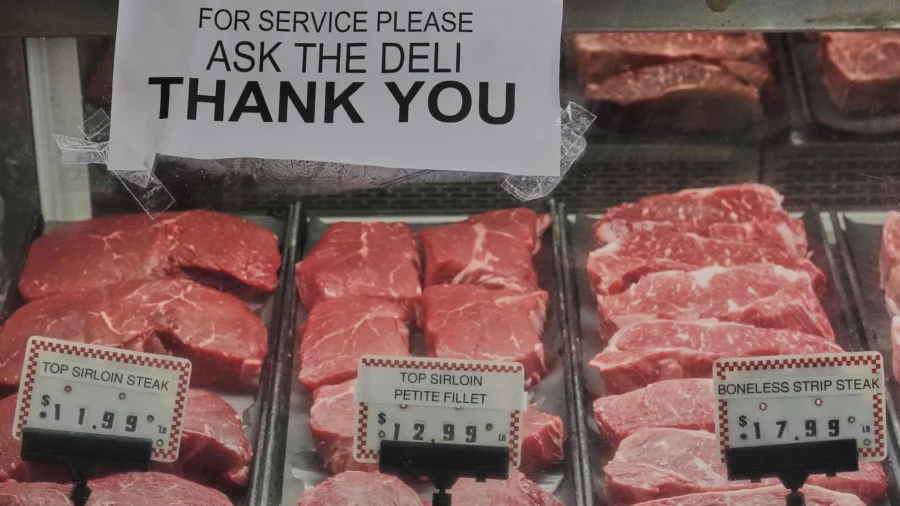 FOR SERVICE PLEASE
ASK THE DELI
THANK YOU
TOP SIRLOIN STEAK
$11.99 LB
TOP SIRLOIN
PETITE FILLET
$12.99 LB
BONELESS STRIP STEAK
$17.99 LB